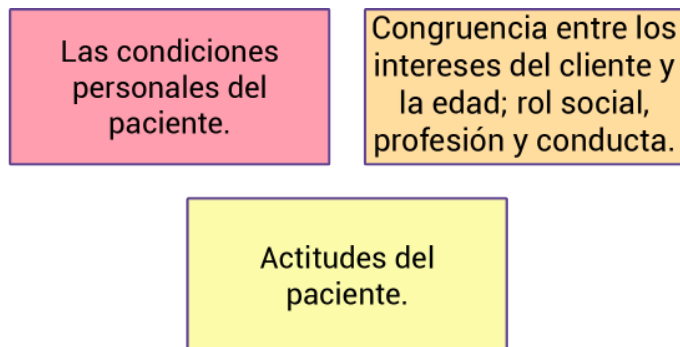 Las condiciones
personales del
paciente.
Congruencia entre los
intereses del cliente y
la edad; rol social,
profesión y conducta.
Actitudes del
paciente.